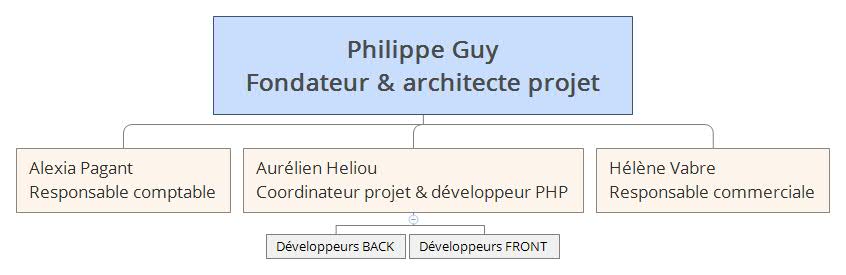 Philippe Guy
Fondateur & architecte projet
Alexia Pagant
Responsable comptable
Aurélien Heliou
Coordinateur projet & développeur PHP
Hélène Vabre
Responsable commerciale
Développeurs BACK
Développeurs FRONT